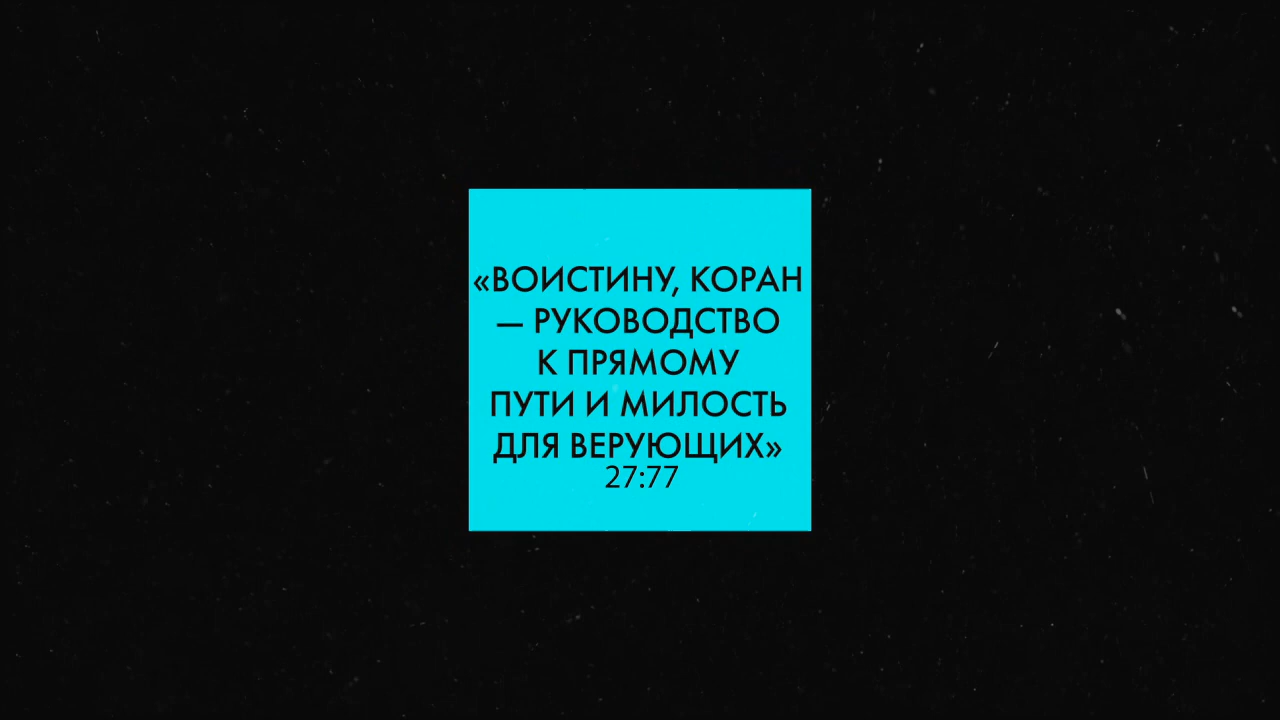 «ВОИСТИНУ, КОРАН
— РУКОВОДСТВО
К ПРЯМОМУ
ПУТИ И МИЛОСТЬ
ДЛЯ ВЕРУЮЩИХ»
27:77